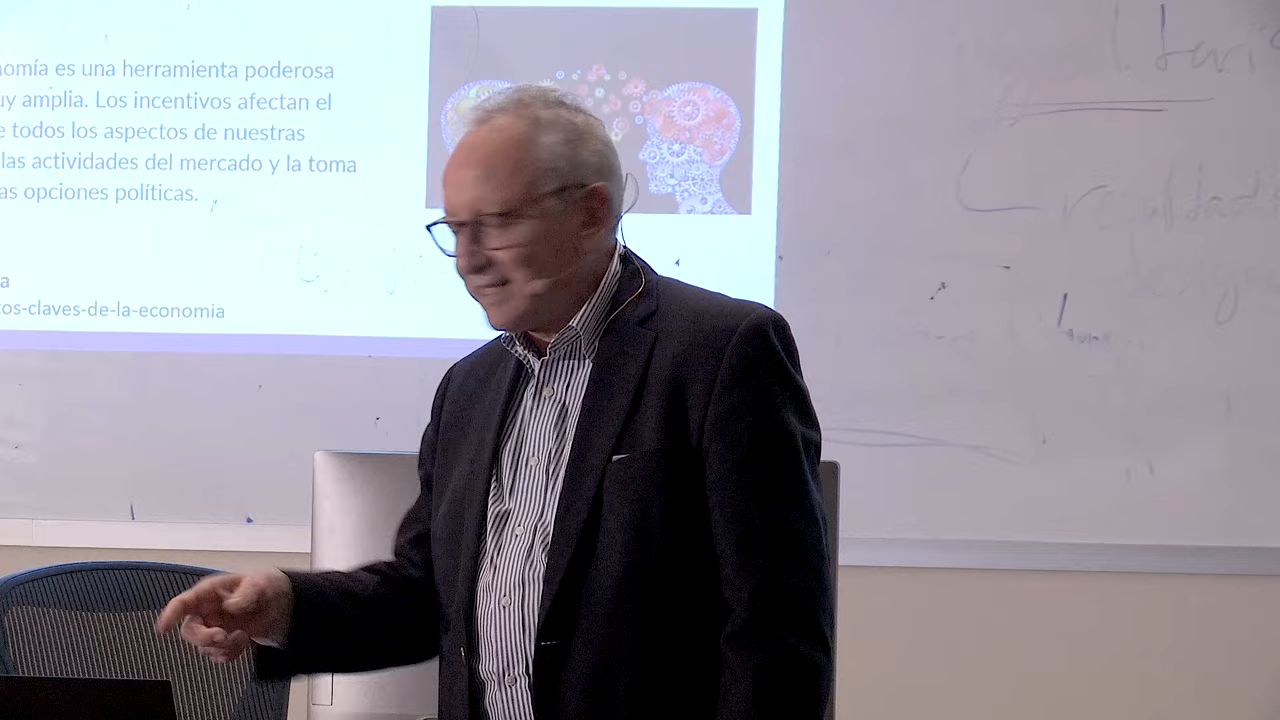 nomía es una herramienta poderosa
uy amplia. Los incentivos afectan el
e todos los aspectos de nuestras
las actividades del mercado y la toma
as opciones políticas.
a
tos-claves-de-la-economia